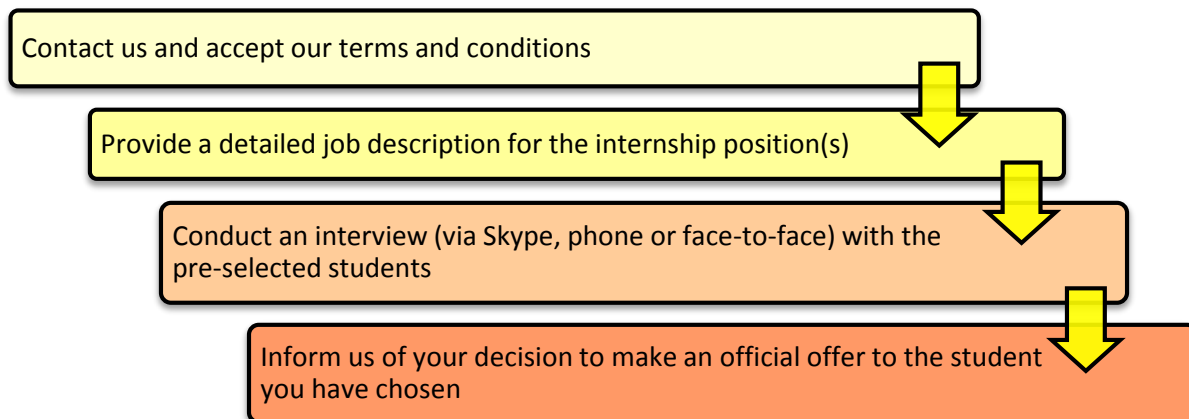 Contact us and accept our terms and conditions
Provide a detailed job description for the internship position(s)
Conduct an interview (via Skype, phone or face-to-face) with the
pre-selected students
Inform us of your decision to make an official offer to the student
you have chosen